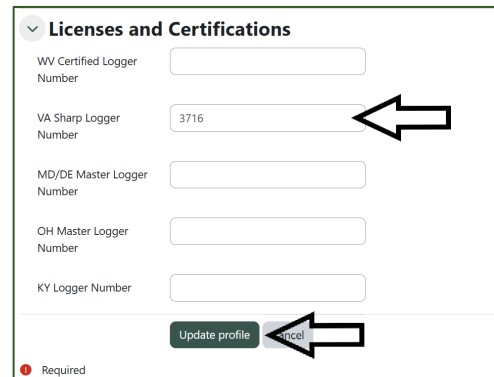 Licenses and Certifications
WV Certified Logger
Number
VA Sharp Logger
Number
3716
MD/DE Master Logger
Number
OH Master Logger
Number
KY Logger Number
Update profile
ncel
Required